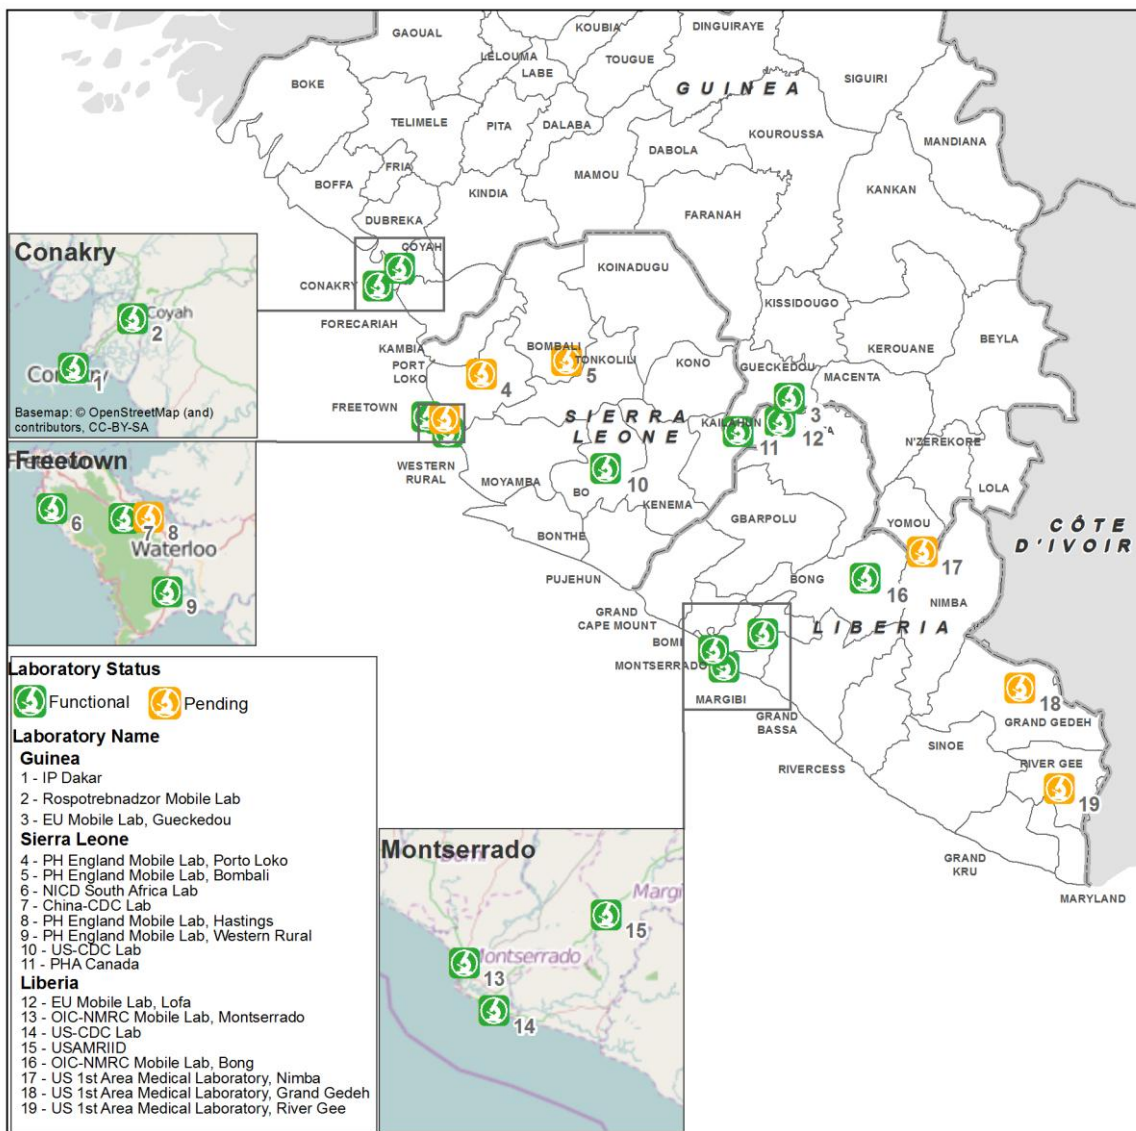 GAOUAL
KOUBIA
DINGUIRAYE
LELOUMA
LABE
TOUGUE
SIGUIRI
BOKE
GUINEA
TELIMELE
PITA
DALABA
KOUROUSSA
MANDIANA
DABOLA
FRIA
BOFFA
KINDIA
MAMOU
KANKAN
DUBREKA
FARANAH
COYAH
CONAKRY
KOINADUGU
FORECARIAH
KISSIDOUGO
BEYLA
KAMBIA
BOMBALI
TONKOLILI
KONO
KEROUANE
PORT
LOKO
4
5
GUECKEDOU
MACENTA
3
FREETOWN
SIERRA
LEONE
KAILAHUN
11
12
N'ZEREKORE
WESTERN
RURAL
MOYAMBA
BO
10
KENEMA
LOLA
GBARPOLU
YOMOU
CÔTE
D'IVOIR
BONTHE
17
PUJEHUN
BONG
16
NIMBA
GRAND
CAPE MOUNT
BOMI
LIBERIA
MONTSERRADO
MARGIBI
GRAND
BASSA
18
GRAND GEDEH
SINOE
RIVERCESS
RIVER GEE
19
GRAND
KRU
MARYLAND
Conakry
Coyah
2
1
Basemap: © OpenStreetMap (and)
contributors, CC-BY-SA
Freetown
6
7
8
Waterloo
9
Laboratory Status
Functional
Pending
Laboratory Name
Guinea
1 - IP Dakar
2 - Rospotrebnadzor Mobile Lab
3 - EU Mobile Lab, Gueckedou
Sierra Leone
4 - PH England Mobile Lab, Porto Loko
5 - PH England Mobile Lab, Bombali
6 - NICD South Africa Lab
7 - China-CDC Lab
8 - PH England Mobile Lab, Hastings
9 - PH England Mobile Lab, Western Rural
10 - US-CDC Lab
11 - PHA Canada
Liberia
12 - EU Mobile Lab, Lofa
13 - OIC-NMRC Mobile Lab, Montserrado
14 - US-CDC Lab
15 - USAMRIID
16 - OIC-NMRC Mobile Lab, Bong
17 - US 1st Area Medical Laboratory, Nimba
18 - US 1st Area Medical Laboratory, Grand Gedeh
19 - US 1st Area Medical Laboratory, River Gee
Montserrado
Margi
15
Montserrado
13
14